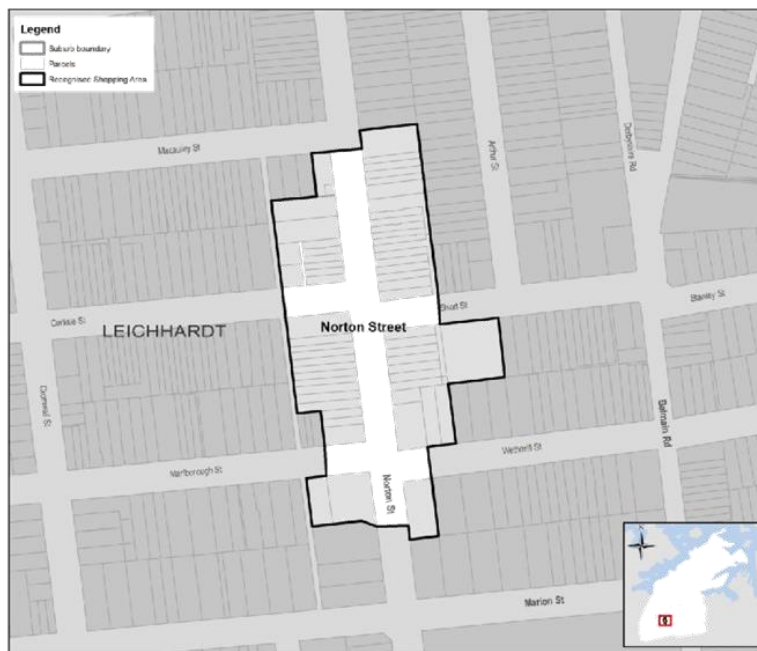 Legend
Suburb boundary
Parcels
Recognised Shopping Area
Macauley St
Arthur St
Derbyshire Rd
Carlisle St
LEICHHARDT
Norton Street
Short St
Stanley St
Cromwell St
Marlborough St
Norton St
Wetherill St
Balmain Rd
Marion St